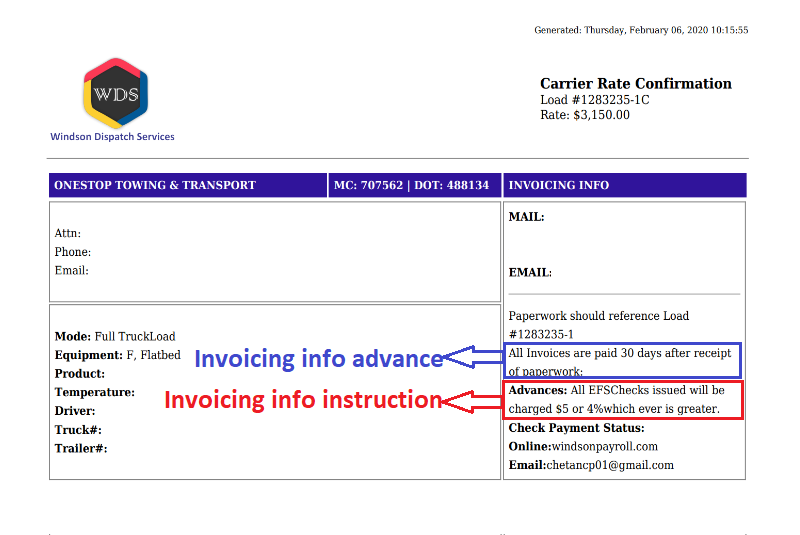 Generated: Thursday, February 06, 2020 10:15:55
WDS
Windson Dispatch Services
Carrier Rate Confirmation
Load #1283235-1C
Rate: $3,150.00
ONESTOP TOWING & TRANSPORT
MC: 707562 | DOT: 488134
INVOICING INFO
Attn:
Phone:
Email:
MAIL:
EMAIL:
Mode: Full TruckLoad
Equipment: F, Flatbed
Product:
Temperature:
Driver:
Truck#:
Trailer#:
Invoicing info advance
Invoicing info instruction
Paperwork should reference Load
#1283235-1
All Invoices are paid 30 days after receipt
of paperwork:
Advances: All EFSChecks issued will be
charged $5 or 4%which ever is greater.
Check Payment Status:
Online:windsonpayroll.com
Email:chetancp01@gmail.com